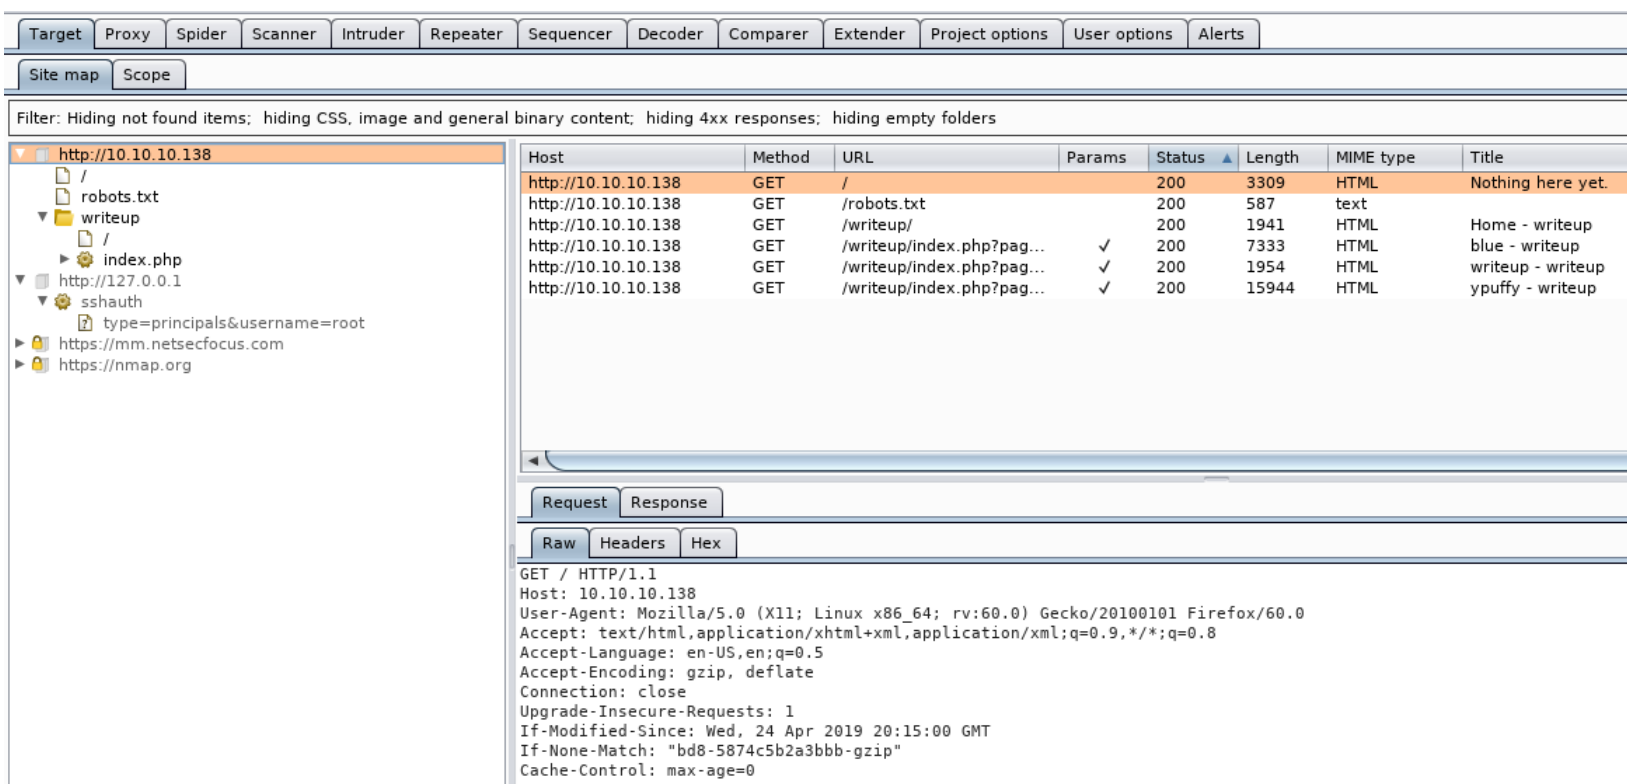 Target Proxy Spider Scanner Intruder Repeater Sequencer Decoder Comparer Extender Project options User options Alerts
Site map Scope
Filter: Hiding not found items; hiding CSS, image and general binary content; hiding 4xx responses; hiding empty folders
http://10.10.10.138
/
robots.txt
writeup
/
index.php
http://127.0.0.1
sshauth
type=principals&username=root
https://mm.netsecfocus.com
https://nmap.org
Host Method URL Params Status Length MIME type Title
http://10.10.10.138 GET / 200 3309 HTML Nothing here yet.
http://10.10.10.138 GET /robots.txt 200 587 text
http://10.10.10.138 GET /writeup/ 200 1941 HTML Home - writeup
http://10.10.10.138 GET /writeup/index.php?pag... ✓ 200 7333 HTML blue - writeup
http://10.10.10.138 GET /writeup/index.php?pag... ✓ 200 1954 HTML writeup - writeup
http://10.10.10.138 GET /writeup/index.php?pag... ✓ 200 15944 HTML ypuffy - writeup
Request Response
Raw Headers Hex
GET / HTTP/1.1
Host: 10.10.10.138
User-Agent: Mozilla/5.0 (X11; Linux x86_64; rv:60.0) Gecko/20100101 Firefox/60.0
Accept: text/html,application/xhtml+xml,application/xml;q=0.9,*/*;q=0.8
Accept-Language: en-US,en;q=0.5
Accept-Encoding: gzip, deflate
Connection: close
Upgrade-Insecure-Requests: 1
If-Modified-Since: Wed, 24 Apr 2019 20:15:00 GMT
If-None-Match: "bd8-5874c5b2a3bbb-gzip"
Cache-Control: max-age=0